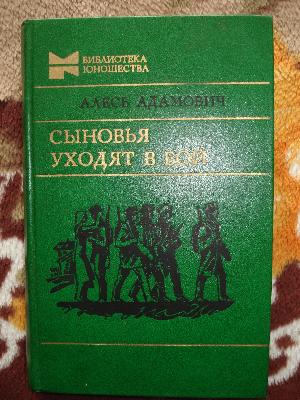 БИБЛИОТЕКА
ЮНОШЕСТВА
АЛЕСЬ АДАМОВИЧ
СЫНОВЬЯ
УХОДЯТ В БОЙ